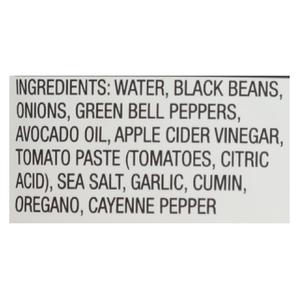 INGREDIENTS: WATER, BLACK BEANS,
ONIONS, GREEN BELL PEPPERS,
AVOCADO OIL, APPLE CIDER VINEGAR,
TOMATO PASTE (TOMATOES, CITRIC
ACID), SEA SALT, GARLIC, CUMIN,
OREGANO, CAYENNE PEPPER